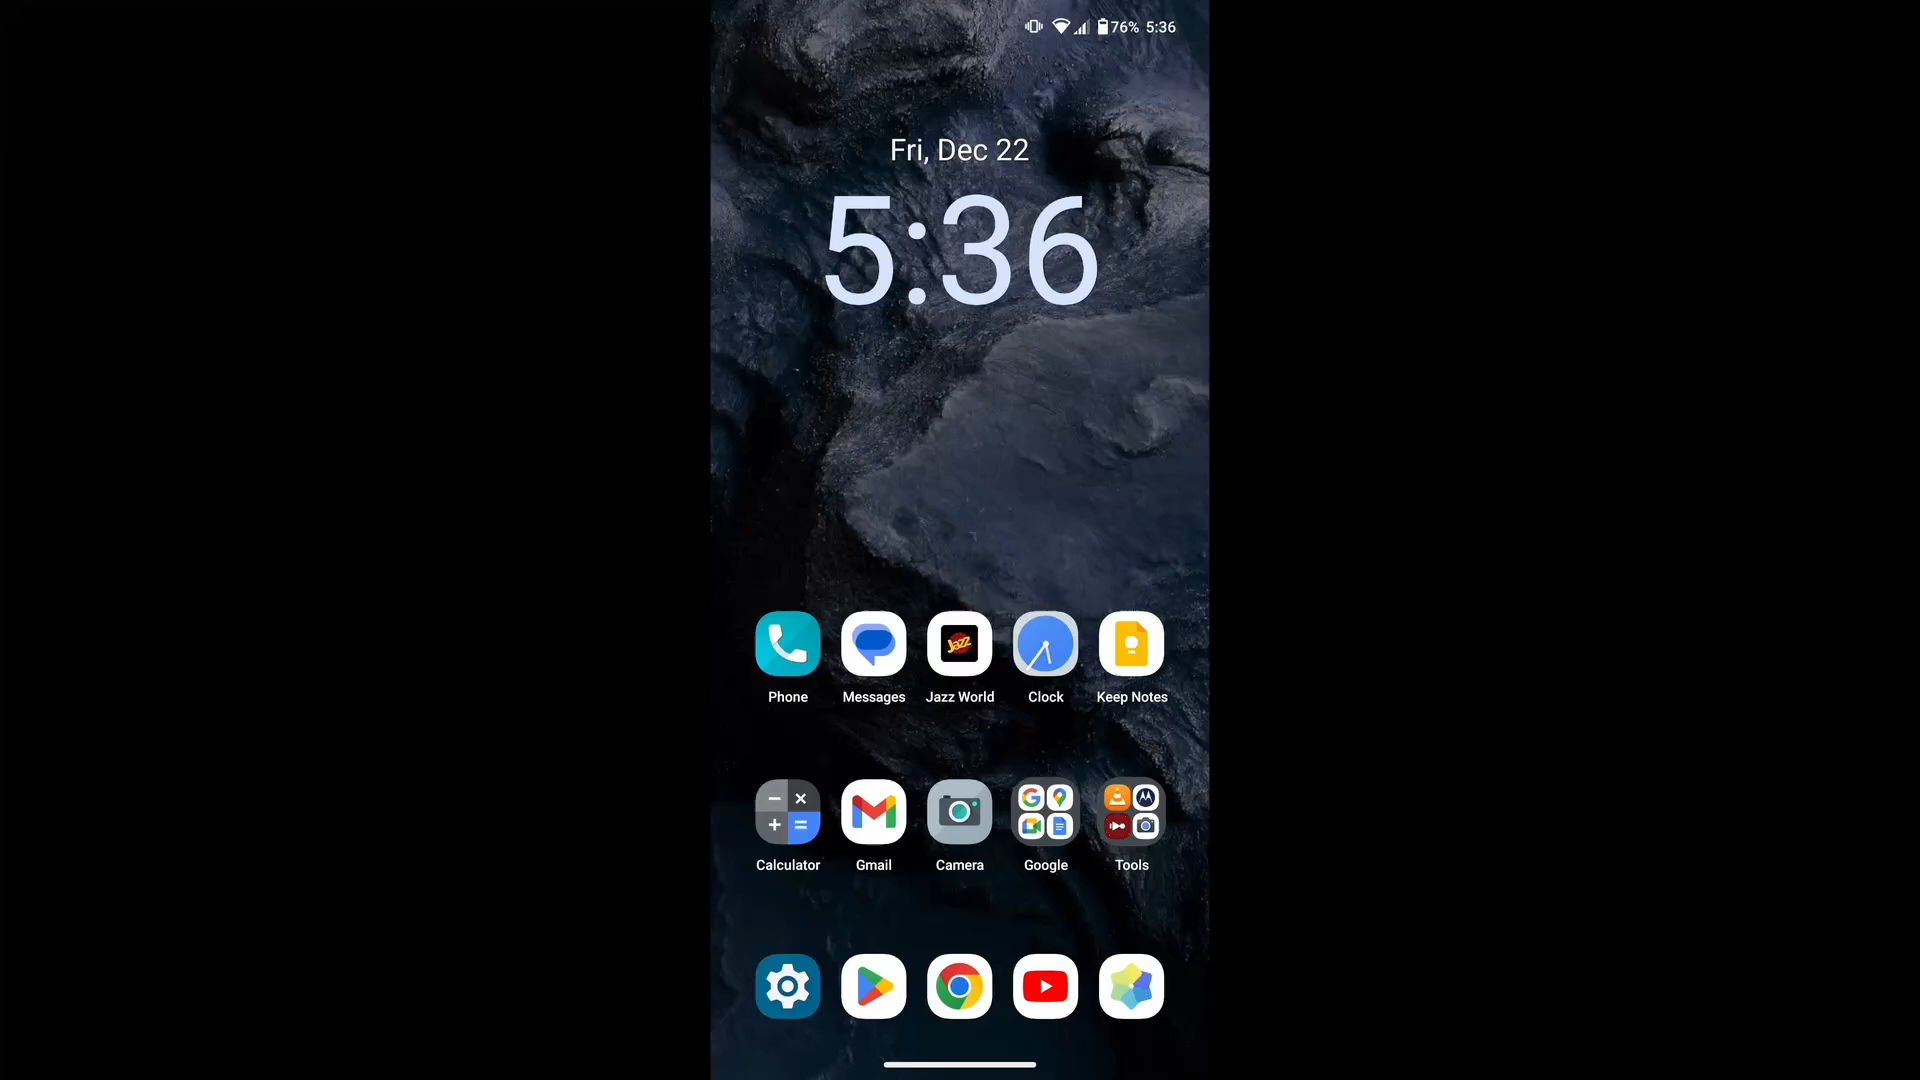 76% 5:36
Fri, Dec 22
5:36
Jazz
Phone Messages Jazz World Clock Keep Notes
Calculator Gmail Camera Google Tools